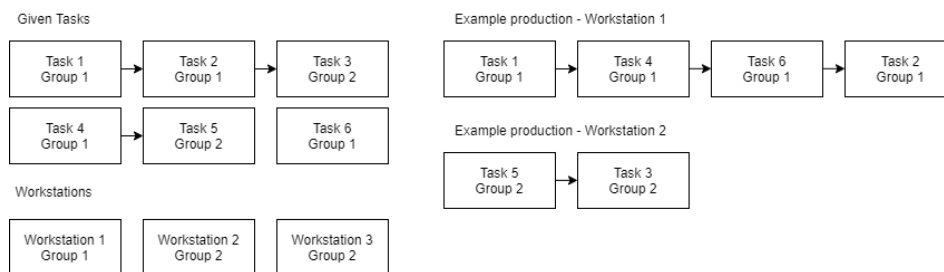 Given Tasks
Task 1
Group 1
Task 2
Group 1
Task 3
Group 2
Task 4
Group 1
Task 5
Group 2
Task 6
Group 1
Workstations
Workstation 1
Group 1
Workstation 2
Group 2
Workstation 3
Group 2
Example production - Workstation 1
Task 1
Group 1
Task 4
Group 1
Task 6
Group 1
Task 2
Group 1
Example production - Workstation 2
Task 5
Group 2
Task 3
Group 2